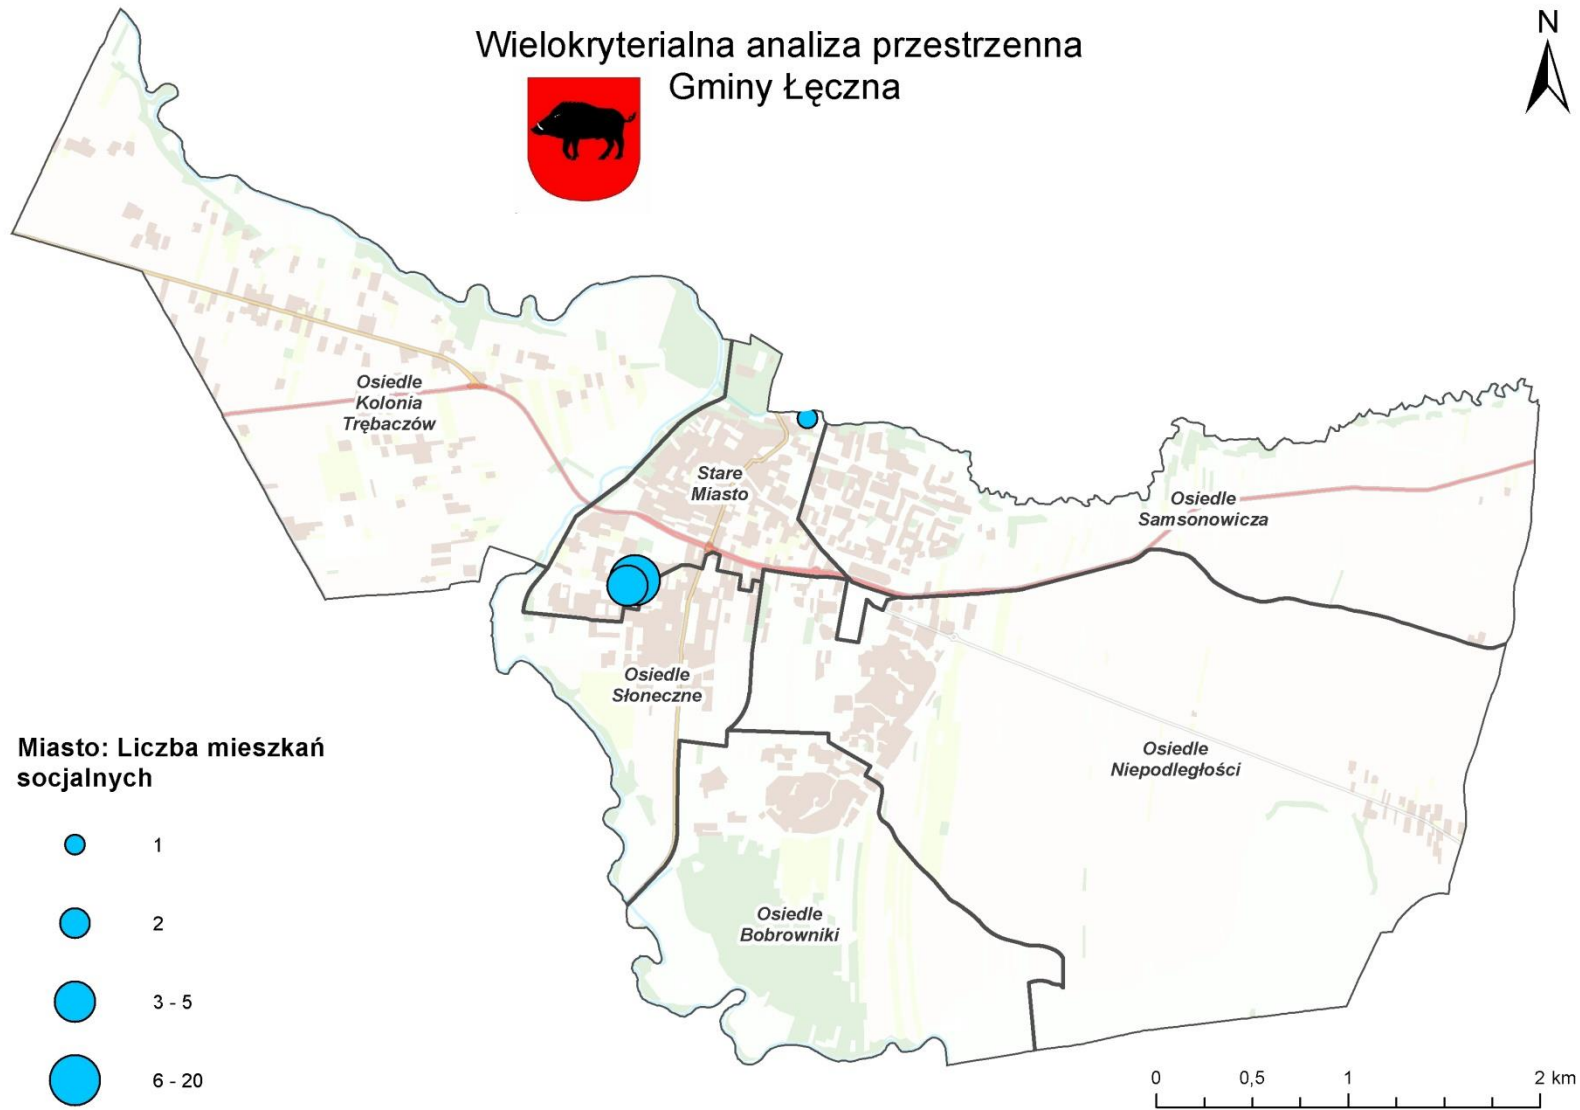 Wielokryterialna analiza przestrzenna
Gminy Łęczna
N
Osiedle
Kolonia
Trębaczów
Stare
Miasto
Osiedle
Samsonowicza
Osiedle
Słoneczne
Osiedle
Niepodległości
Osiedle
Bobrowniki
Miasto: Liczba mieszkań
socjalnych
1
2
3 - 5
6 - 20
0 0,5 1 2 km